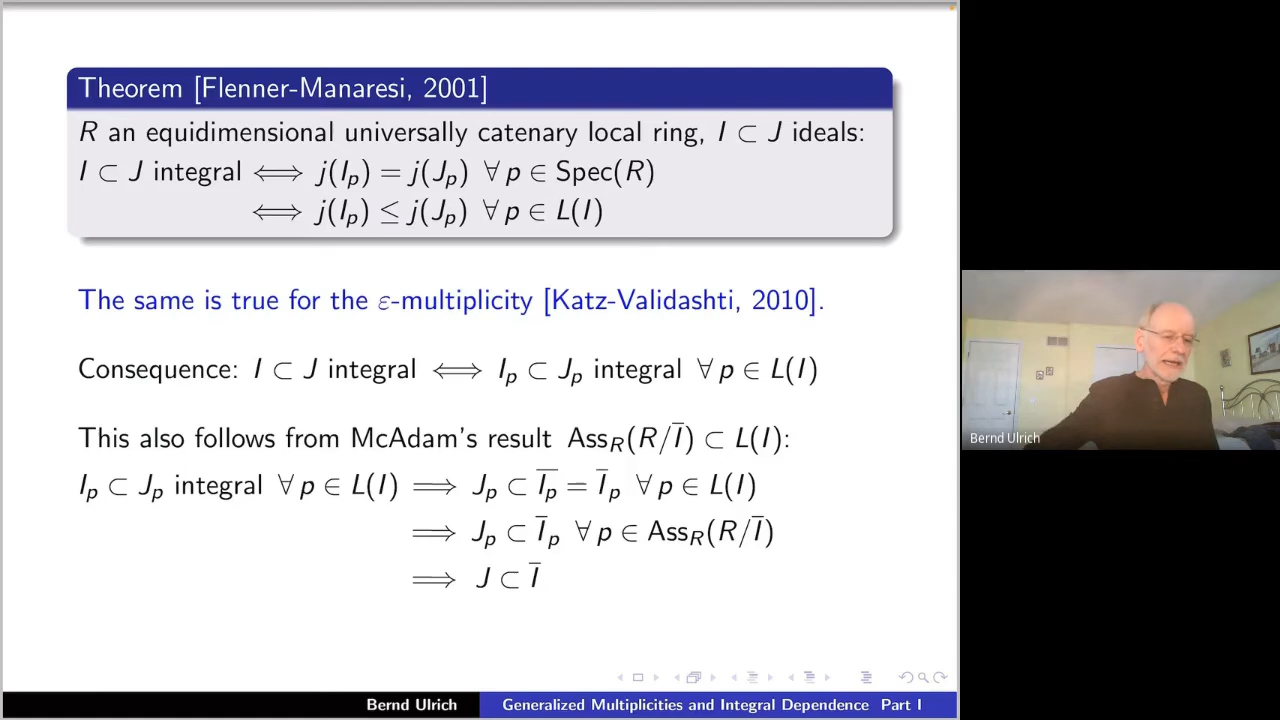 Theorem [Flenner-Manaresi, 2001]
R an equidimensional universally catenary local ring, I ⊂ J ideals:
I ⊂ J integral ⟺ j(I_p) = j(J_p) ∀ p ∈ Spec(R)
⟺ j(I_p) ≤ j(J_p) ∀ p ∈ L(I)
The same is true for the ε-multiplicity [Katz-Validashti, 2010].
Consequence: I ⊂ J integral ⟺ I_p ⊂ J_p integral ∀ p ∈ L(I)
This also follows from McAdam's result Ass_R(R/Ī) ⊂ L(I):
I_p ⊂ J_p integral ∀ p ∈ L(I) ⟹ J_p ⊂ \overline{I_p} = Ī_p ∀ p ∈ L(I)
⟹ J_p ⊂ Ī_p ∀ p ∈ Ass_R(R/Ī)
⟹ J ⊂ Ī
Bernd Ulrich
Bernd Ulrich Generalized Multiplicities and Integral Dependence Part I